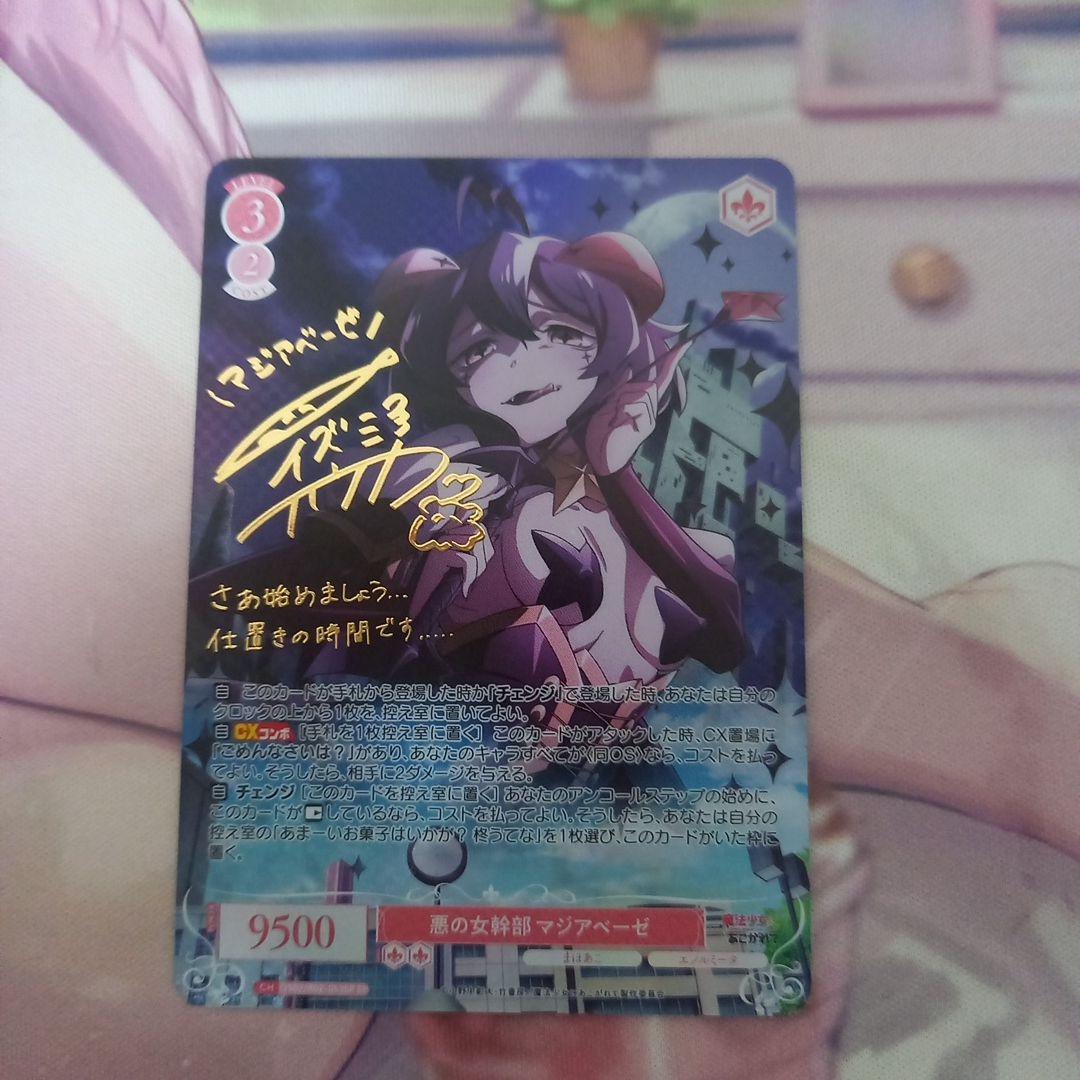 LEVEL
3
2
COST
\マジアベーゼ/
イズミ
さあ始めましょう…
仕置きの時間です.....
自 このカードが手札から登場した時か「チェンジ」で登場した時、あなたは自分の
クロックの上から1枚を、控え室に置いてよい。
自 CXコンボ [手札を1枚控え室に置く] このカードがアタックした時、CX置場に
「ごめんなさいは?」があり、あなたのキャラすべてが《同OS》なら、コストを払っ
てよい。そうしたら、相手に2ダメージを与える。
自 チェンジ [このカードを控え室に置く] あなたのアンコールステップの始めに、
このカードが しているなら、コストを払ってよい。そうしたら、あなたは自分の
控え室の「あまーいお菓子はいかが? 柊うてな」を1枚選び、このカードがいた枠に
置く。
9500
悪の女幹部 マジアベーゼ
魔法少女
あこがれて
まほあこ
エノルミータ
CH